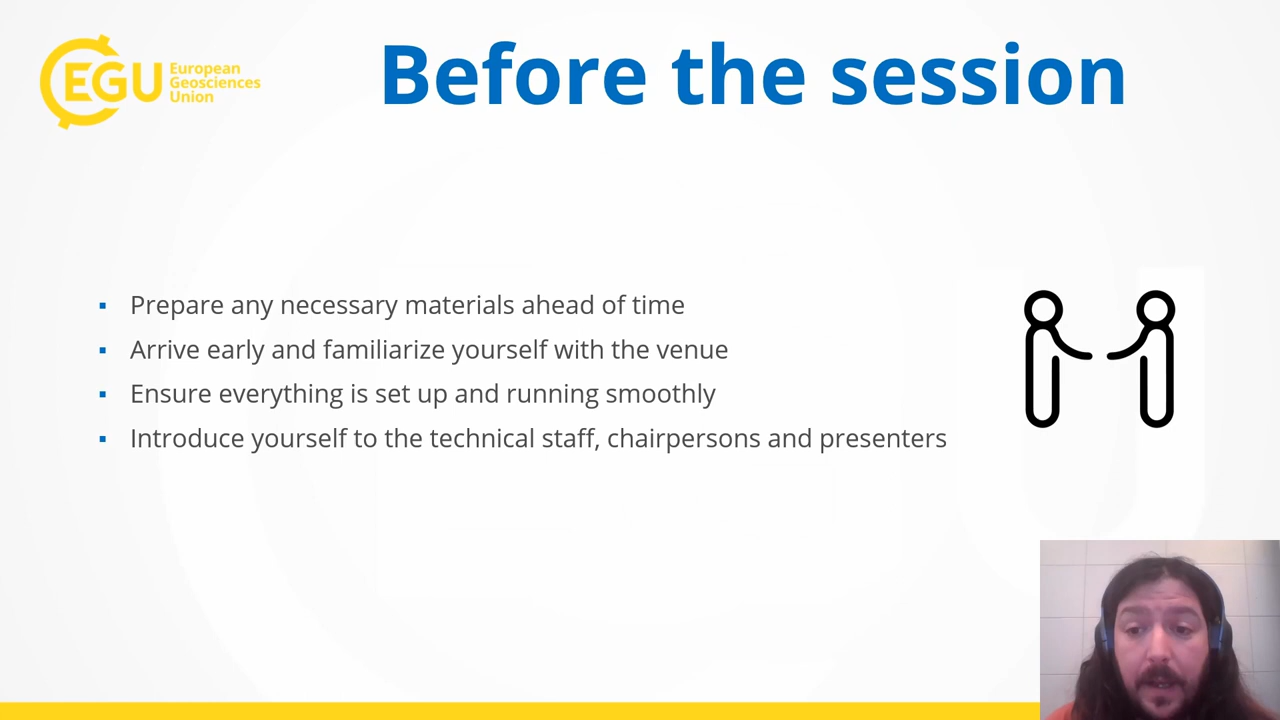 EGU
European
Geosciences
Union
Before the session
Prepare any necessary materials ahead of time
Arrive early and familiarize yourself with the venue
Ensure everything is set up and running smoothly
Introduce yourself to the technical staff, chairpersons and presenters